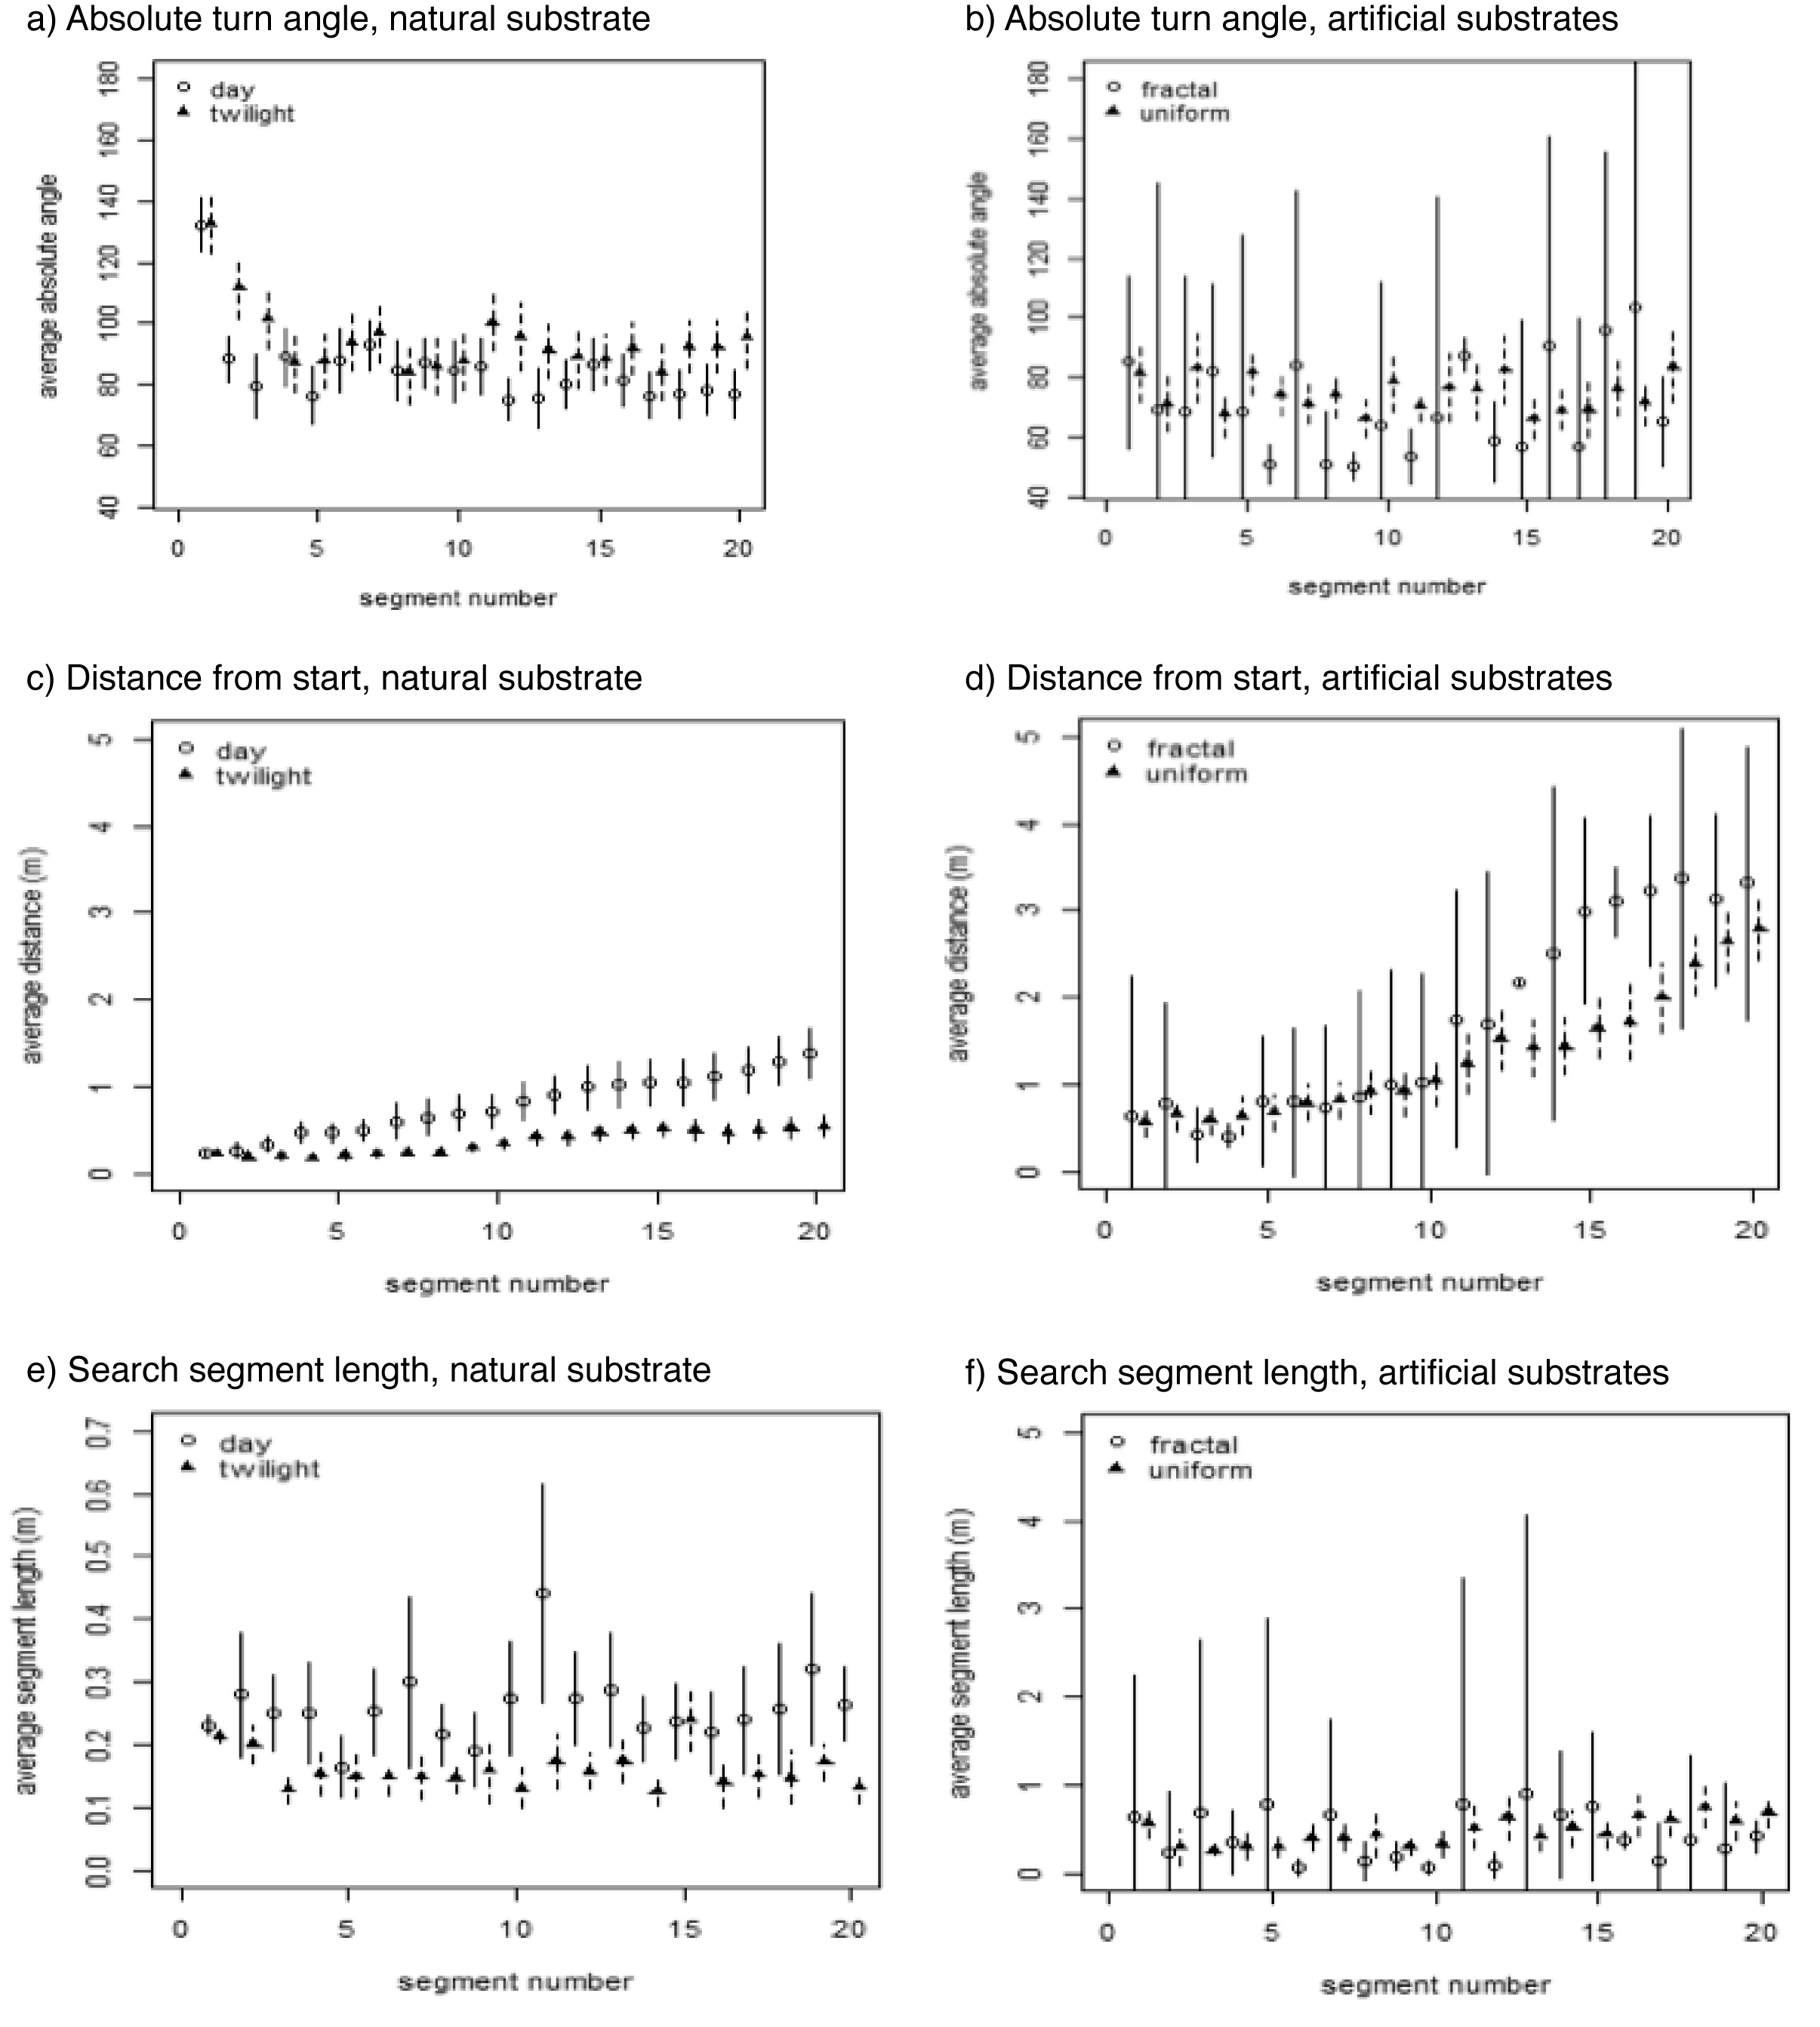 a) Absolute turn angle, natural substrate
b) Absolute turn angle, artificial substrates
average absolute angle
180
160
140
120
100
80
60
40
day
twilight
0 5 10 15 20
segment number
average absolute angle
180
160
140
120
100
80
60
40
fractal
uniform
0 5 10 15 20
segment number
c) Distance from start, natural substrate
d) Distance from start, artificial substrates
average distance (m)
5
4
3
2
1
0
day
twilight
0 5 10 15 20
segment number
average distance (m)
5
4
3
2
1
0
fractal
uniform
0 5 10 15 20
segment number
e) Search segment length, natural substrate
f) Search segment length, artificial substrates
average segment length (m)
0.7
0.6
0.5
0.4
0.3
0.2
0.1
0.0
day
twilight
0 5 10 15 20
segment number
average segment length (m)
5
4
3
2
1
0
fractal
uniform
0 5 10 15 20
segment number